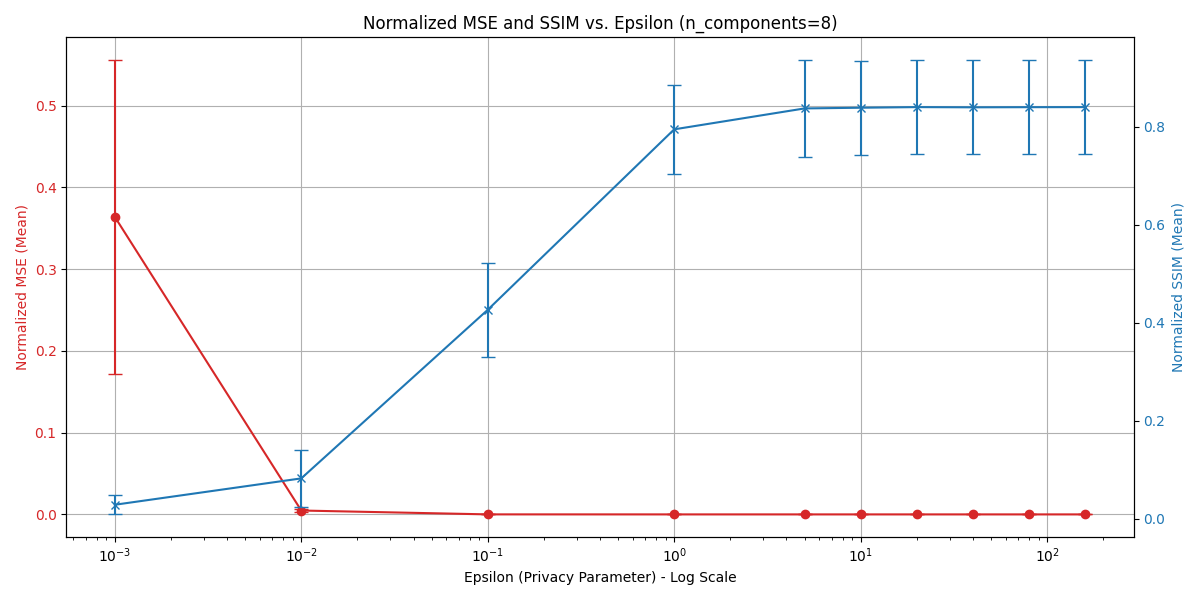 Normalized MSE and SSIM vs. Epsilon (n_components=8)
Normalized MSE (Mean)
0.5
0.4
0.3
0.2
0.1
0.0
0.8
0.6
0.4
0.2
0.0
Normalized SSIM (Mean)
10⁻³ 10⁻² 10⁻¹ 10⁰ 10¹ 10²
Epsilon (Privacy Parameter) - Log Scale